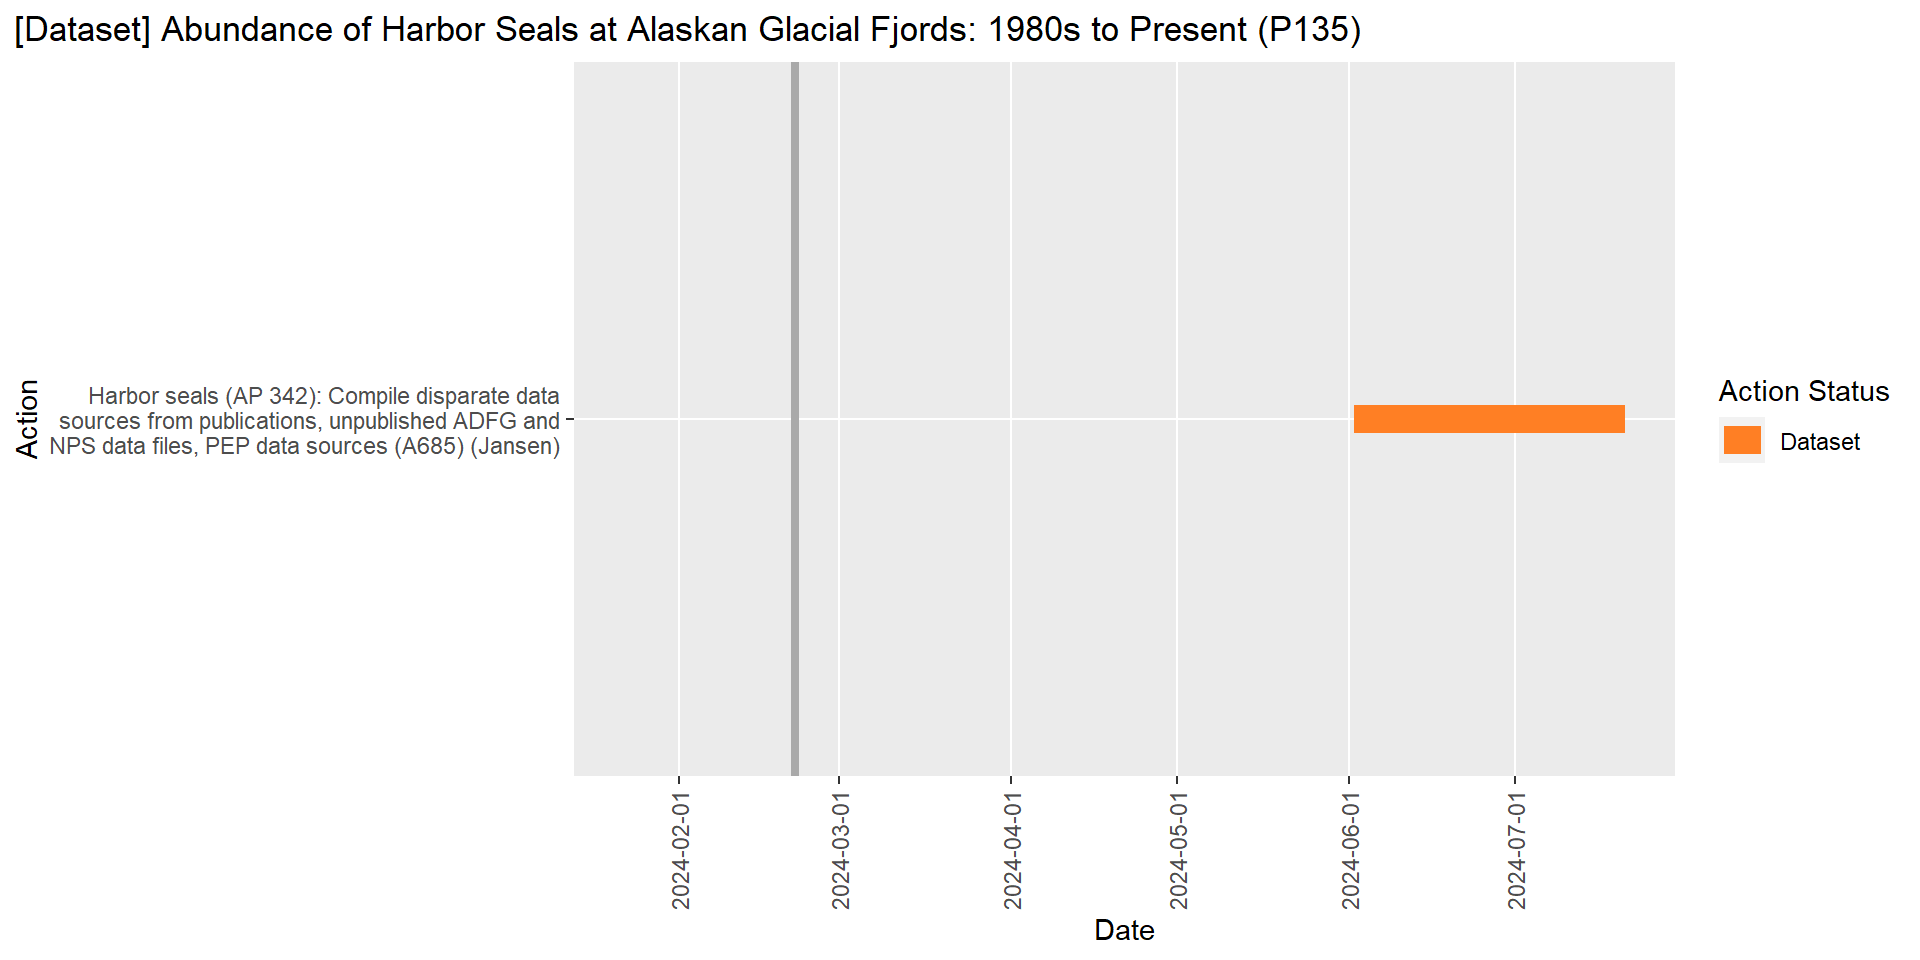 [Dataset] Abundance of Harbor Seals at Alaskan Glacial Fjords: 1980s to Present (P135)
Action
Harbor seals (AP 342): Compile disparate data
sources from publications, unpublished ADFG and
NPS data files, PEP data sources (A685) (Jansen)
2024-02-01
2024-03-01
2024-04-01
2024-05-01
2024-06-01
2024-07-01
Date
Action Status
Dataset